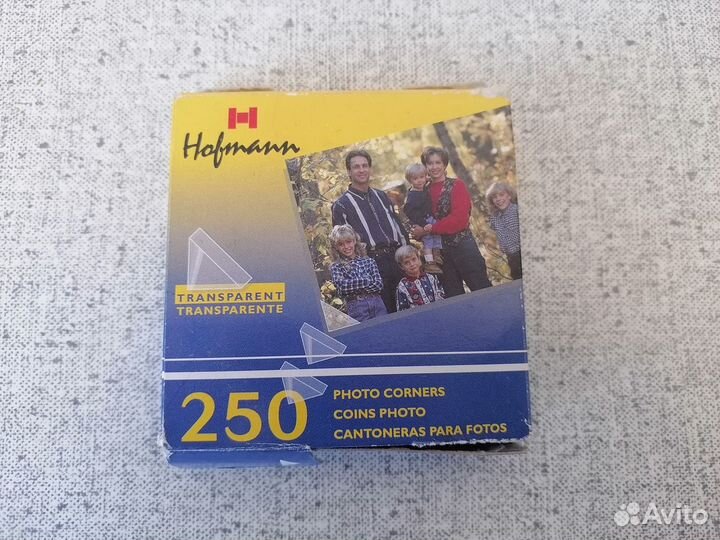 Hofmann
TRANSPARENT
TRANSPARENTE
250
PHOTO CORNERS
COINS PHOTO
CANTONERAS PARA FOTOS
Avito